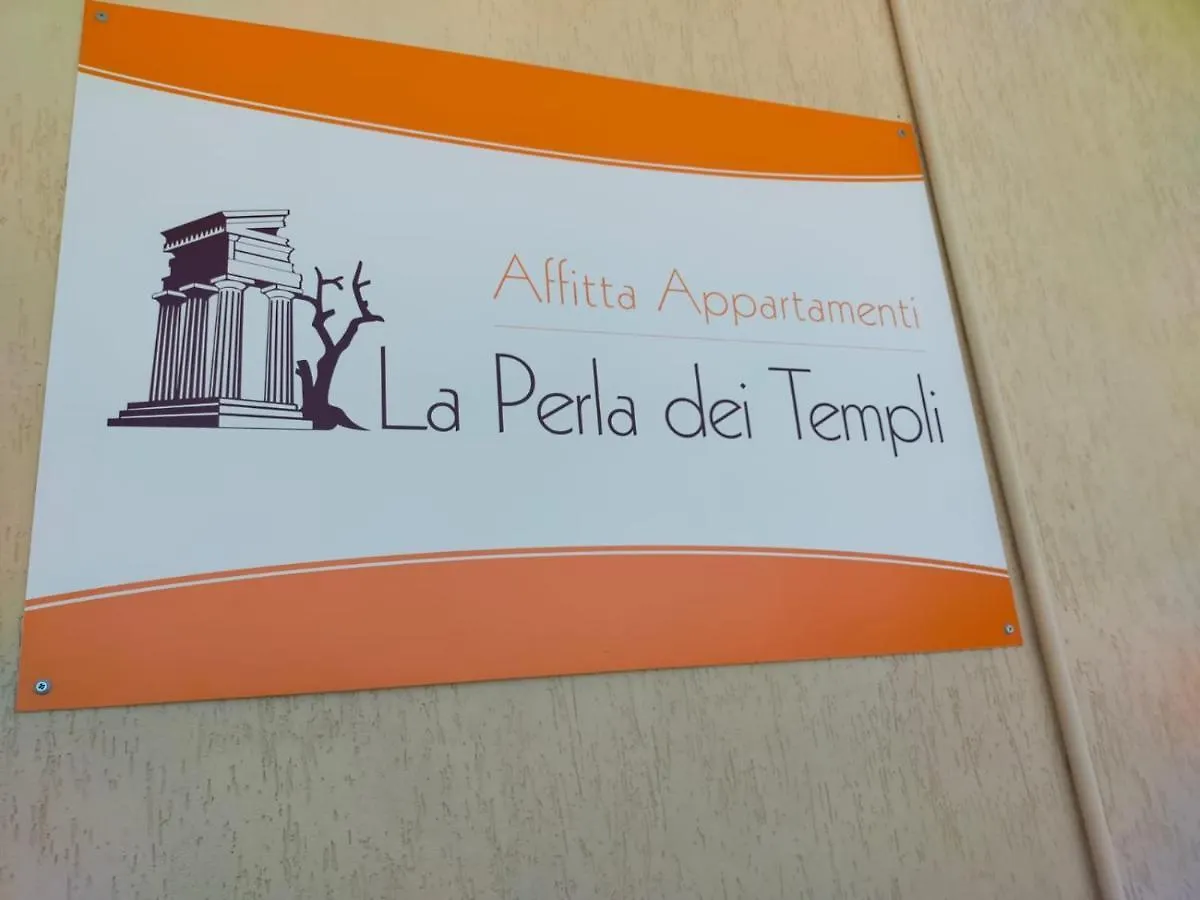 Affitta Appartamenti
La Perla dei Templi